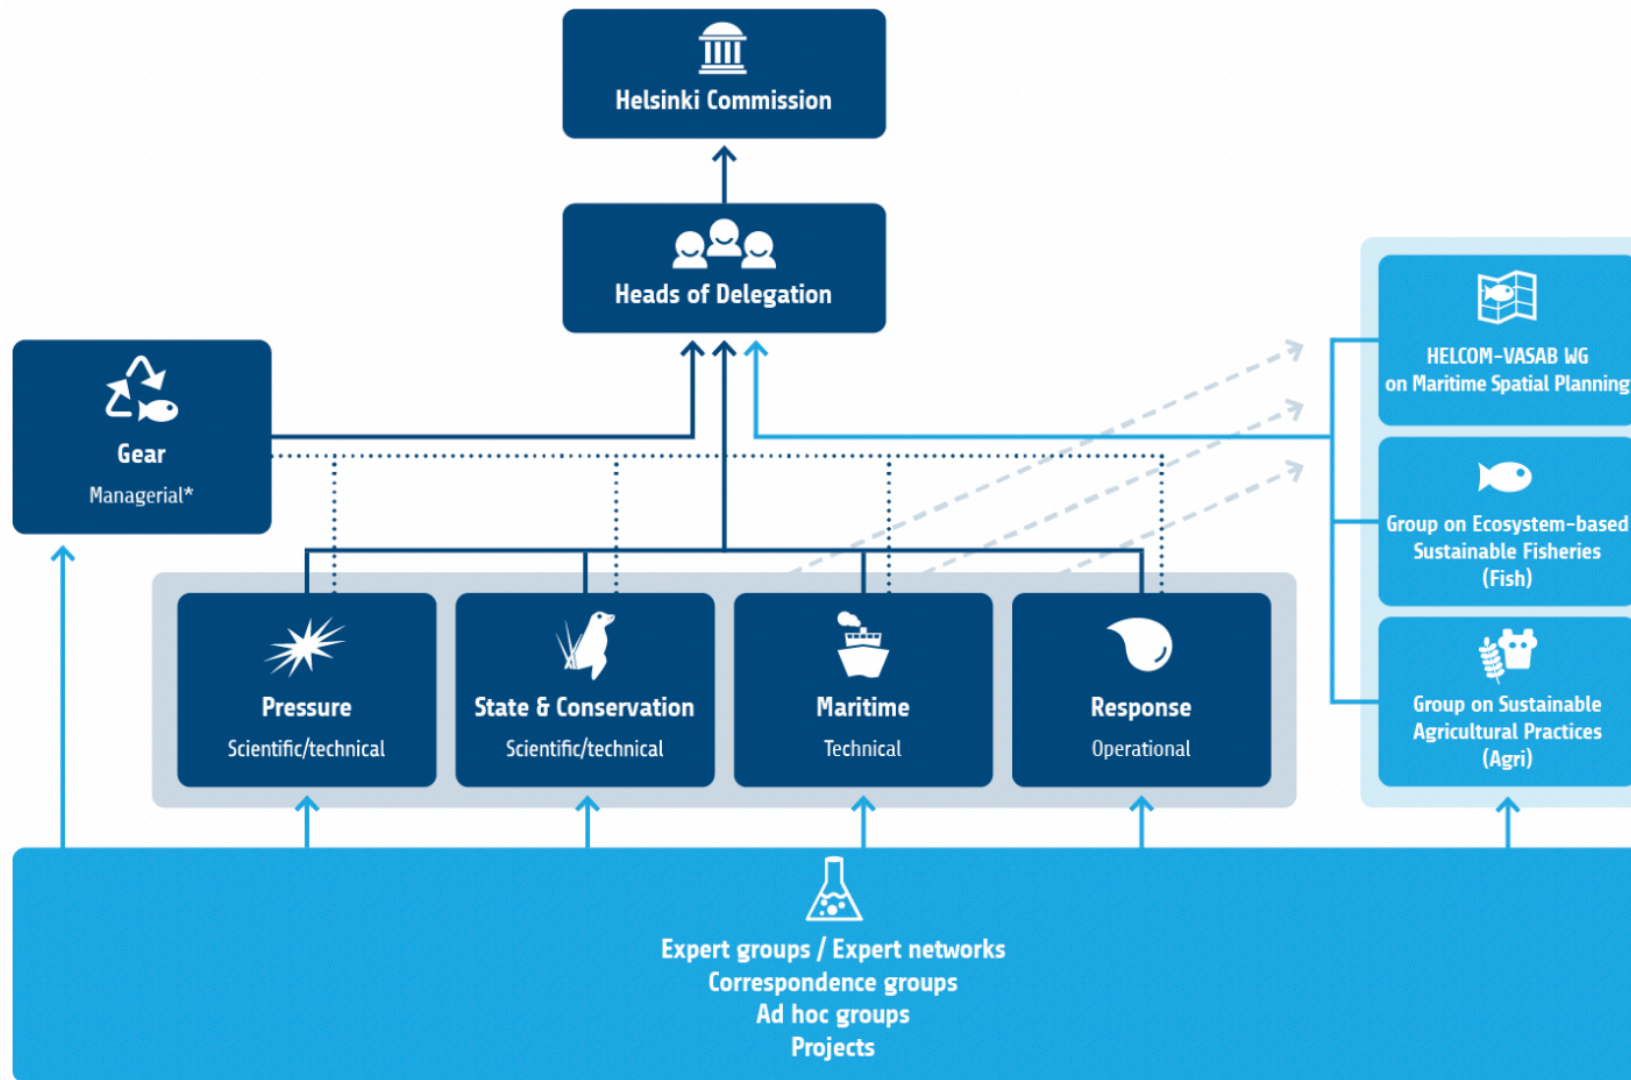 Helsinki Commission
Heads of Delegation
Gear
Managerial*
HELCOM-VASAB WG
on Maritime Spatial Planning
Group on Ecosystem-based
Sustainable Fisheries
(Fish)
Group on Sustainable
Agricultural Practices
(Agri)
Pressure
Scientific/technical
State & Conservation
Scientific/technical
Maritime
Technical
Response
Operational
Expert groups / Expert networks
Correspondence groups
Ad hoc groups
Projects